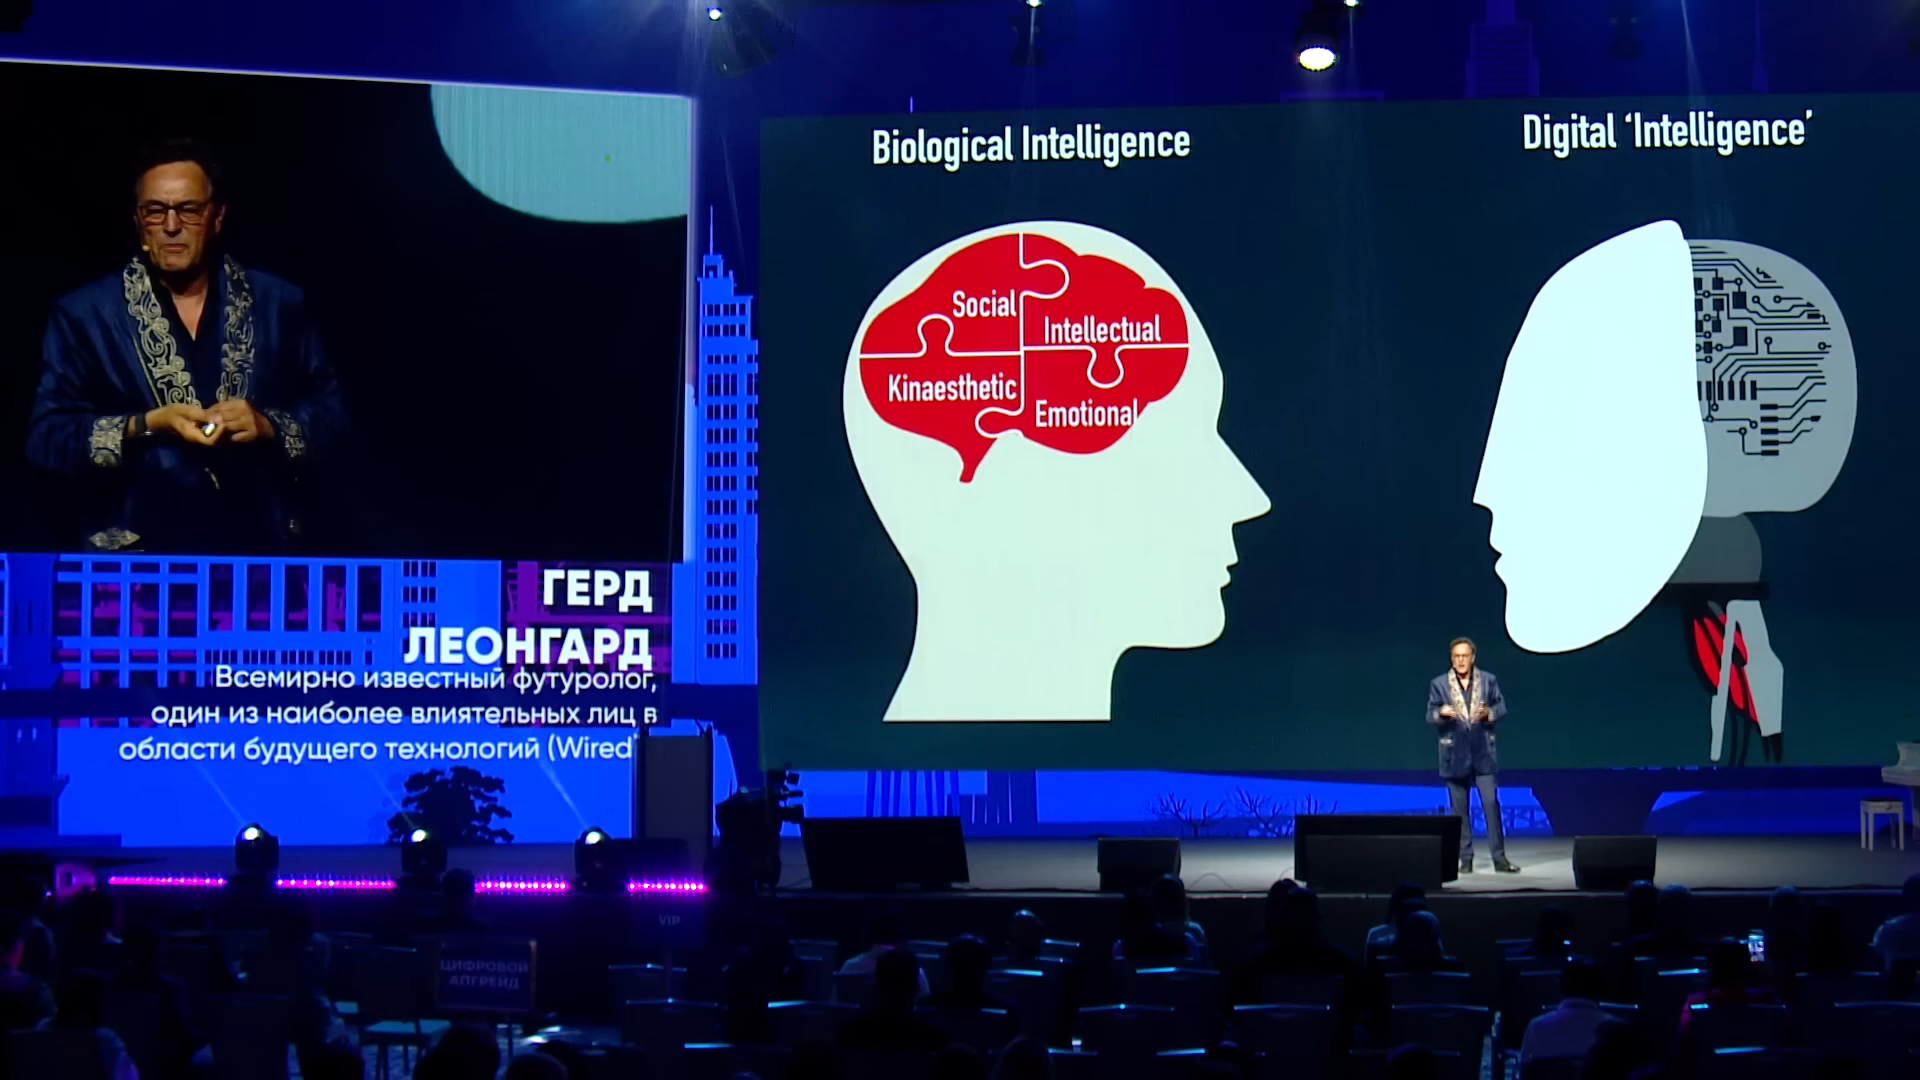 Biological Intelligence
Digital ‘Intelligence’
Social
Intellectual
Kinaesthetic
Emotional
ГЕРД
ЛЕОНГАРД
Всемирно известный футуролог,
один из наиболее влиятельных лиц в
области будущего технологий (Wired)
VIP
ЦИФРОВОЙ
АПГРЕЙД